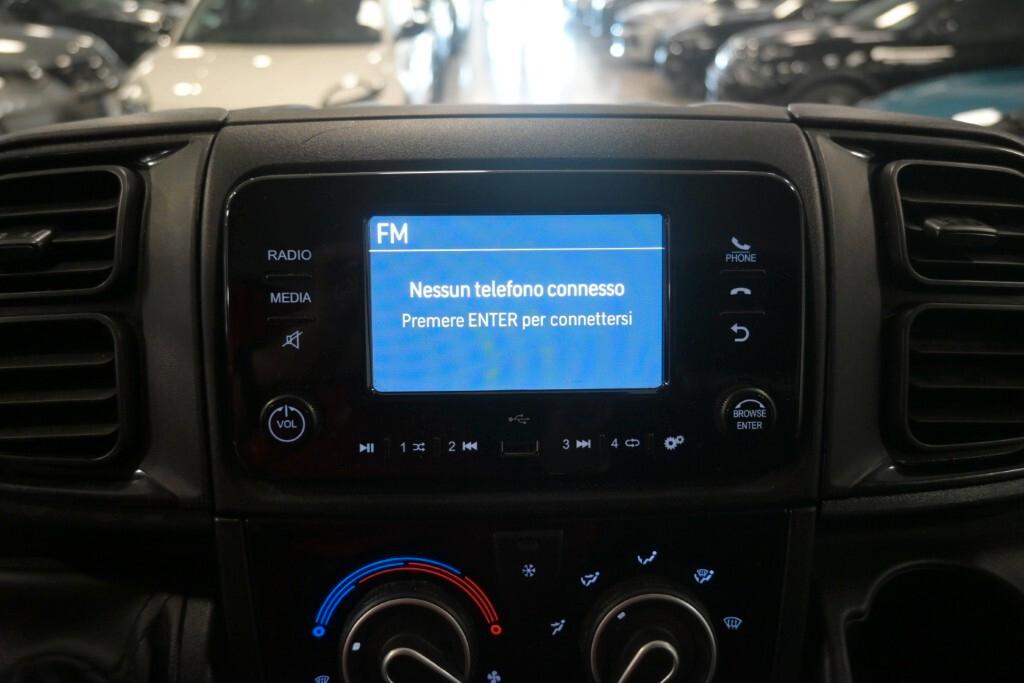 FM
Nessun telefono connesso
Premere ENTER per connettersi
RADIO
MEDIA
VOL
PHONE
BROWSE
ENTER
1
2
3
4